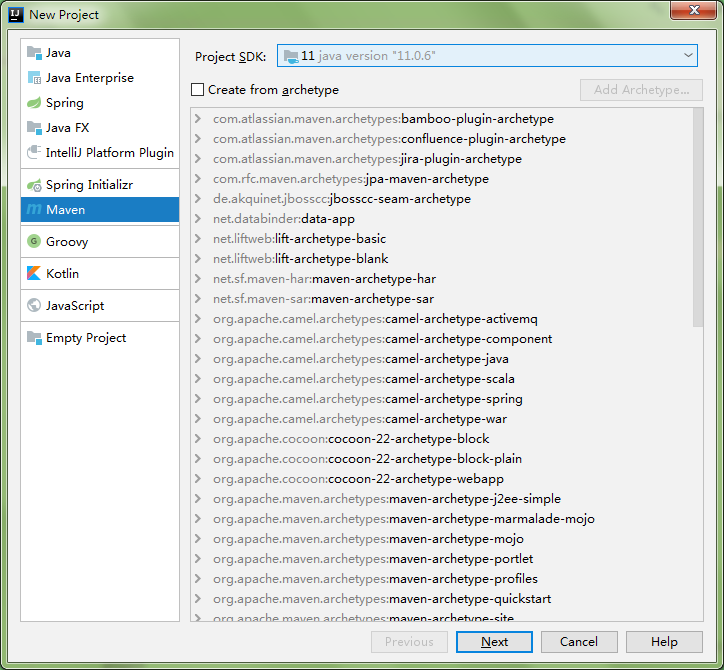 New Project
Java
Java Enterprise
Spring
Java FX
IntelliJ Platform Plugin
Spring Initializr
Maven
Groovy
Kotlin
JavaScript
Empty Project
Project SDK: 11 java version "11.0.6"
Create from archetype Add Archetype...
com.atlassian.maven.archetypes:bamboo-plugin-archetype
com.atlassian.maven.archetypes:confluence-plugin-archetype
com.atlassian.maven.archetypes:jira-plugin-archetype
com.rfc.maven.archetypes:jpa-maven-archetype
de.akquinet.jbosscc:jbosscc-seam-archetype
net.databinder:data-app
net.liftweb:lift-archetype-basic
net.liftweb:lift-archetype-blank
net.sf.maven-har:maven-archetype-har
net.sf.maven-sar:maven-archetype-sar
org.apache.camel.archetypes:camel-archetype-activemq
org.apache.camel.archetypes:camel-archetype-component
org.apache.camel.archetypes:camel-archetype-java
org.apache.camel.archetypes:camel-archetype-scala
org.apache.camel.archetypes:camel-archetype-spring
org.apache.camel.archetypes:camel-archetype-war
org.apache.cocoon:cocoon-22-archetype-block
org.apache.cocoon:cocoon-22-archetype-block-plain
org.apache.cocoon:cocoon-22-archetype-webapp
org.apache.maven.archetypes:maven-archetype-j2ee-simple
org.apache.maven.archetypes:maven-archetype-marmalade-mojo
org.apache.maven.archetypes:maven-archetype-mojo
org.apache.maven.archetypes:maven-archetype-portlet
org.apache.maven.archetypes:maven-archetype-profiles
org.apache.maven.archetypes:maven-archetype-quickstart
org.apache.maven.archetypes:maven-archetype-site
Previous Next Cancel Help